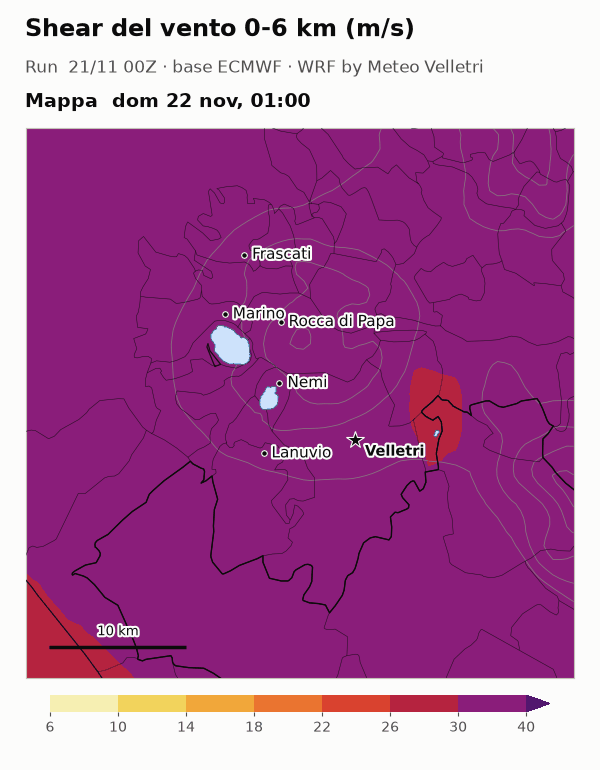 Shear del vento 0-6 km (m/s)
Run  21/11 00Z · base ECMWF · WRF by Meteo Velletri
Mappa  dom 22 nov, 01:00
Frascati
Marino
Rocca di Papa
Nemi
Velletri
Lanuvio
10 km
6 10 14 18 22 26 30 40